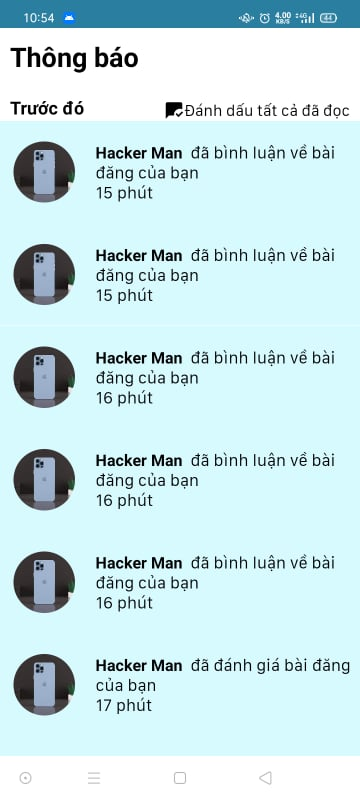 10:54 4.00 KB/S 4G 44
Thông báo
Trước đó Đánh dấu tất cả đã đọc
Hacker Man đã bình luận về bài
đăng của bạn
15 phút
Hacker Man đã bình luận về bài
đăng của bạn
15 phút
Hacker Man đã bình luận về bài
đăng của bạn
16 phút
Hacker Man đã bình luận về bài
đăng của bạn
16 phút
Hacker Man đã bình luận về bài
đăng của bạn
16 phút
Hacker Man đã đánh giá bài đăng
của bạn
17 phút